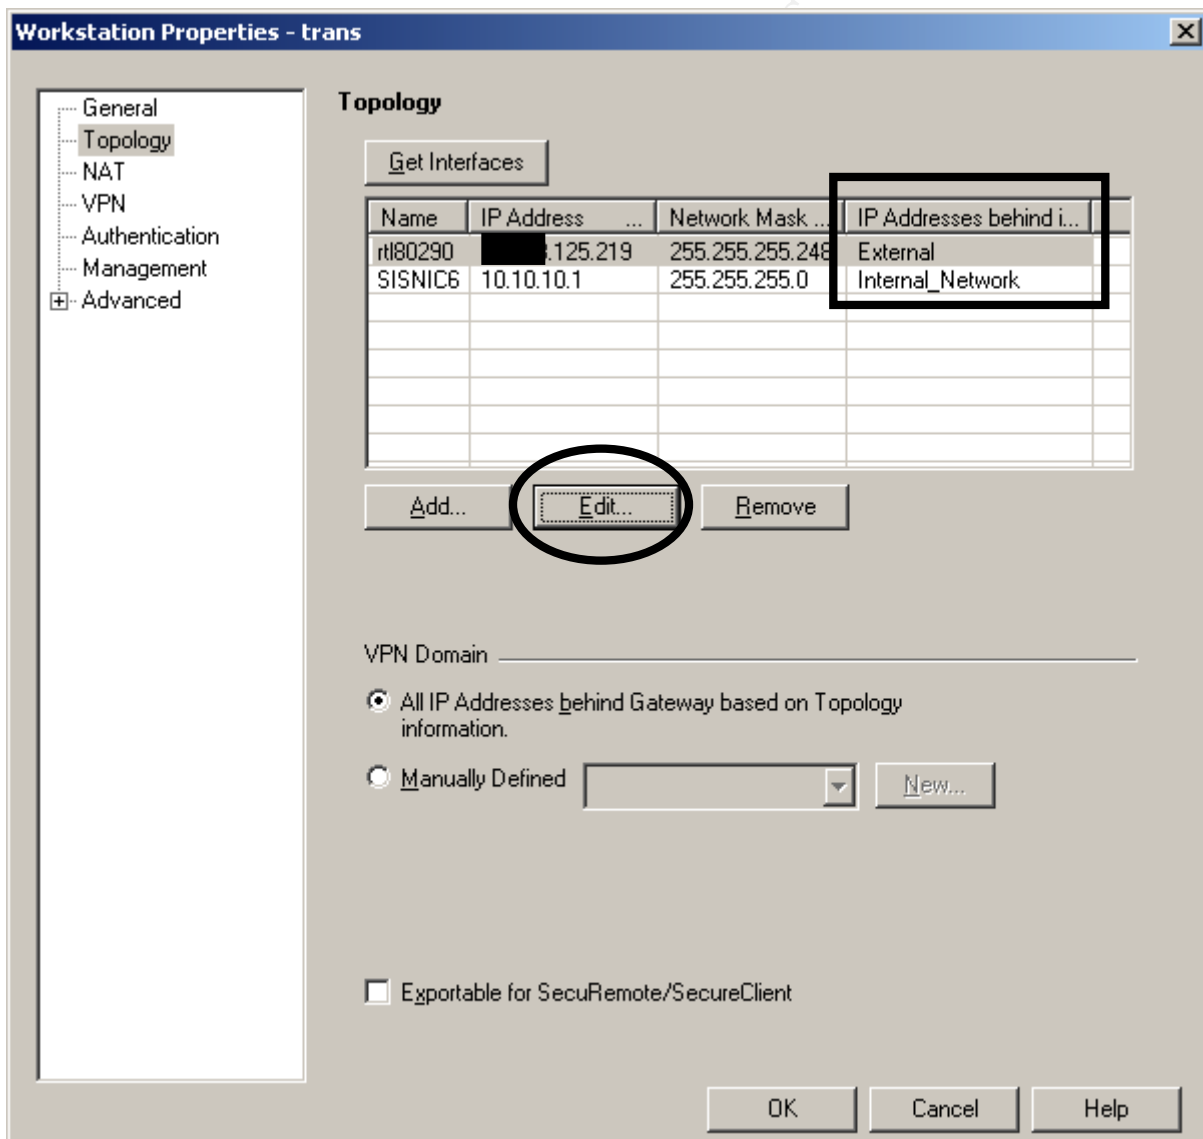 Workstation Properties - trans
General
Topology
NAT
VPN
Authentication
Management
Advanced
Topology
Get Interfaces
Name IP Address ... Network Mask ... IP Addresses behind i...
rtl80290 .125.219 255.255.255.248 External
SISNIC6 10.10.10.1 255.255.255.0 Internal_Network
Add... Edit... Remove
VPN Domain
All IP Addresses behind Gateway based on Topology
information.
Manually Defined New...
Exportable for SecuRemote/SecureClient
OK Cancel Help